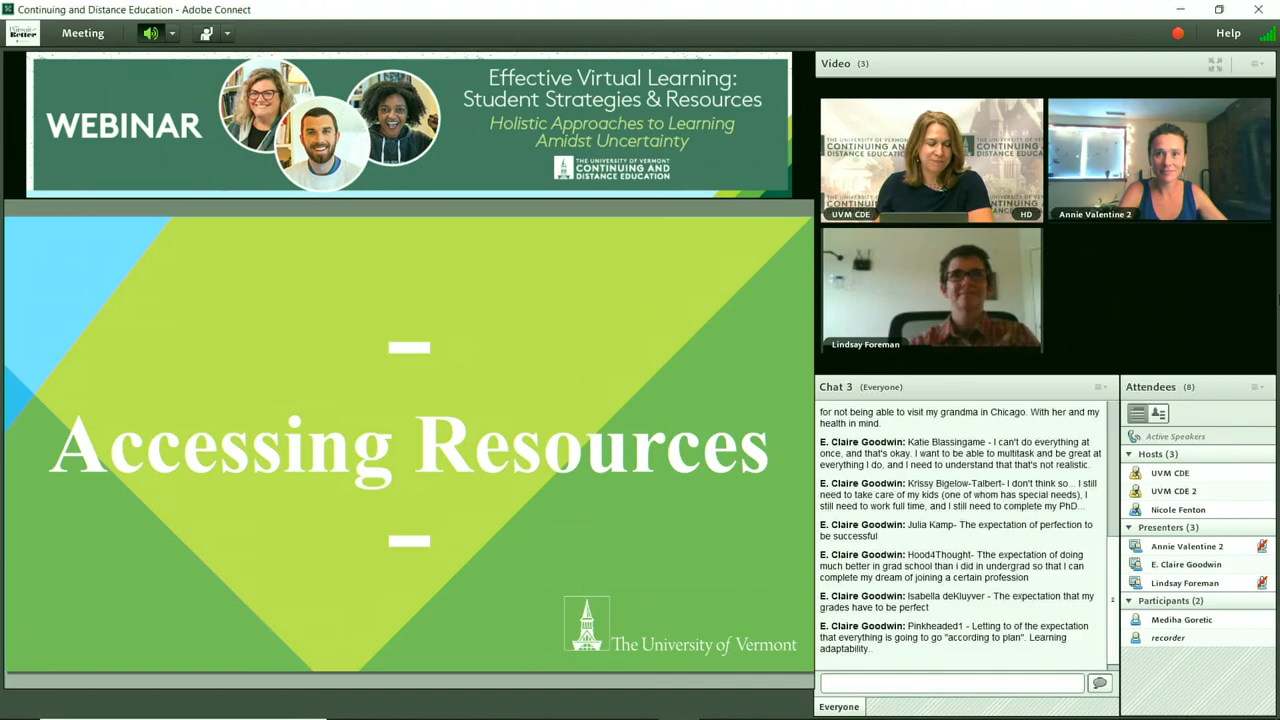 Continuing and Distance Education - Adobe Connect
Pursuit of
Better
Meeting
Help
WEBINAR
Effective Virtual Learning:
Student Strategies & Resources
Holistic Approaches to Learning
Amidst Uncertainty
THE UNIVERSITY OF VERMONT
CONTINUING AND
DISTANCE EDUCATION
Accessing Resources
The University of Vermont
Video (3)
THE UNIVERSITY OF VERMONT
CONTINUING AND
DISTANCE EDUCATION
UVM CDE
HD
Annie Valentine 2
Lindsay Foreman
Chat 3 (Everyone)
for not being able to visit my grandma in Chicago. With her and my
health in mind.
E. Claire Goodwin: Katie Blassingame - I can't do everything at
once, and that's okay. I want to be able to multitask and be great at
everything I do, and I need to understand that that's not realistic.
E. Claire Goodwin: Krissy Bigelow-Talbert- I don't think so... I still
need to take care of my kids (one of whom has special needs), I
still need to work full time, and I still need to complete my PhD...
E. Claire Goodwin: Julia Kamp- The expectation of perfection to
be successful
E. Claire Goodwin: Hood4Thought- Tthe expectation of doing
much better in grad school than i did in undergrad so that I can
complete my dream of joining a certain profession
E. Claire Goodwin: Isabella deKluyver - The expectation that my
grades have to be perfect
E. Claire Goodwin: Pinkheaded1 - Letting to of the expectation
that everything is going to go "according to plan". Learning
adaptability..
Everyone
Attendees (8)
Active Speakers
Hosts (3)
UVM CDE
UVM CDE 2
Nicole Fenton
Presenters (3)
Annie Valentine 2
E. Claire Goodwin
Lindsay Foreman
Participants (2)
Mediha Goretic
recorder